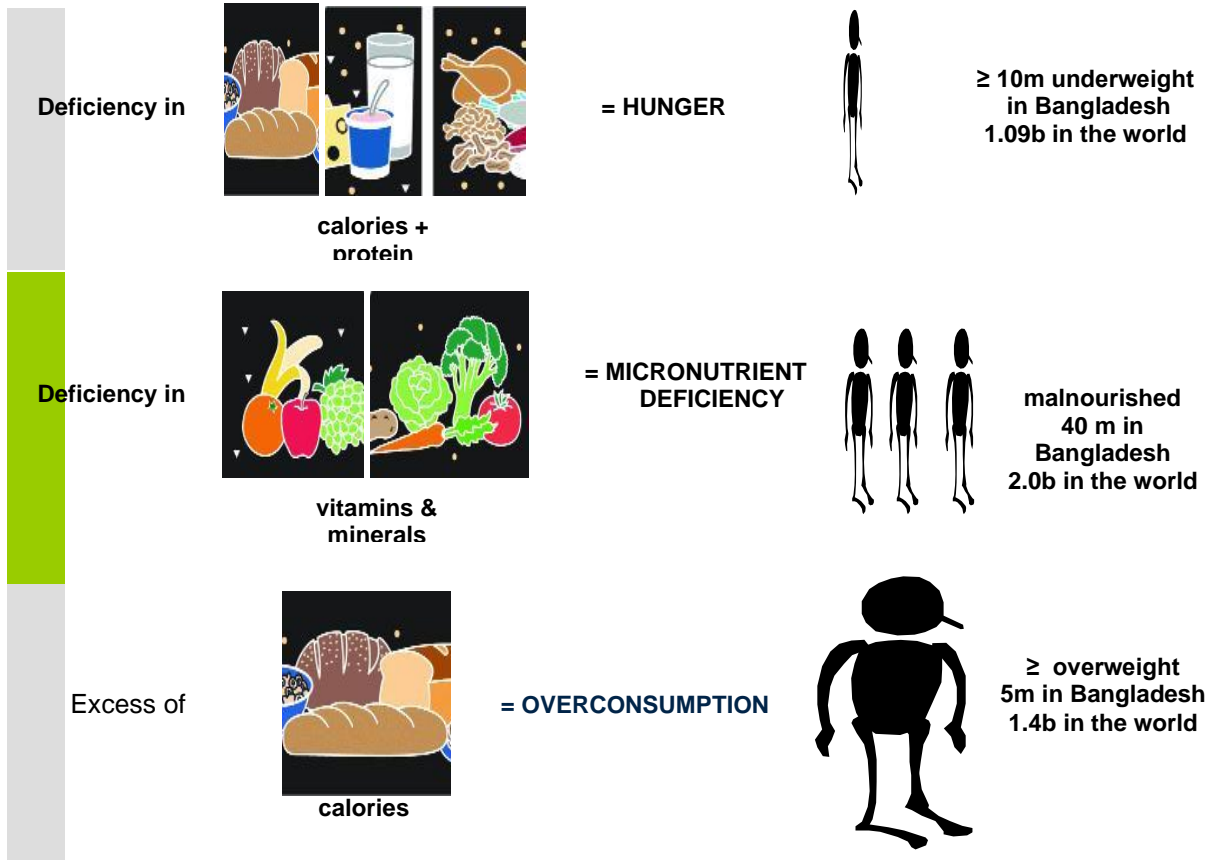 Deficiency in
calories +
protein
= HUNGER
≥ 10m underweight
in Bangladesh
1.09b in the world
Deficiency in
vitamins &
minerals
= MICRONUTRIENT
DEFICIENCY
malnourished
40 m in
Bangladesh
2.0b in the world
Excess of
calories
= OVERCONSUMPTION
≥ overweight
5m in Bangladesh
1.4b in the world